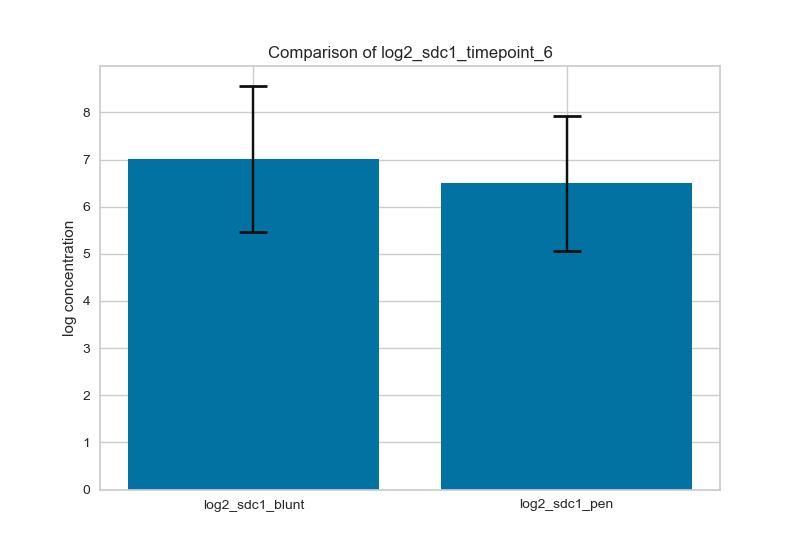 Comparison of log2_sdc1_timepoint_6
log concentration
8
7
6
5
4
3
2
1
0
log2_sdc1_blunt
log2_sdc1_pen